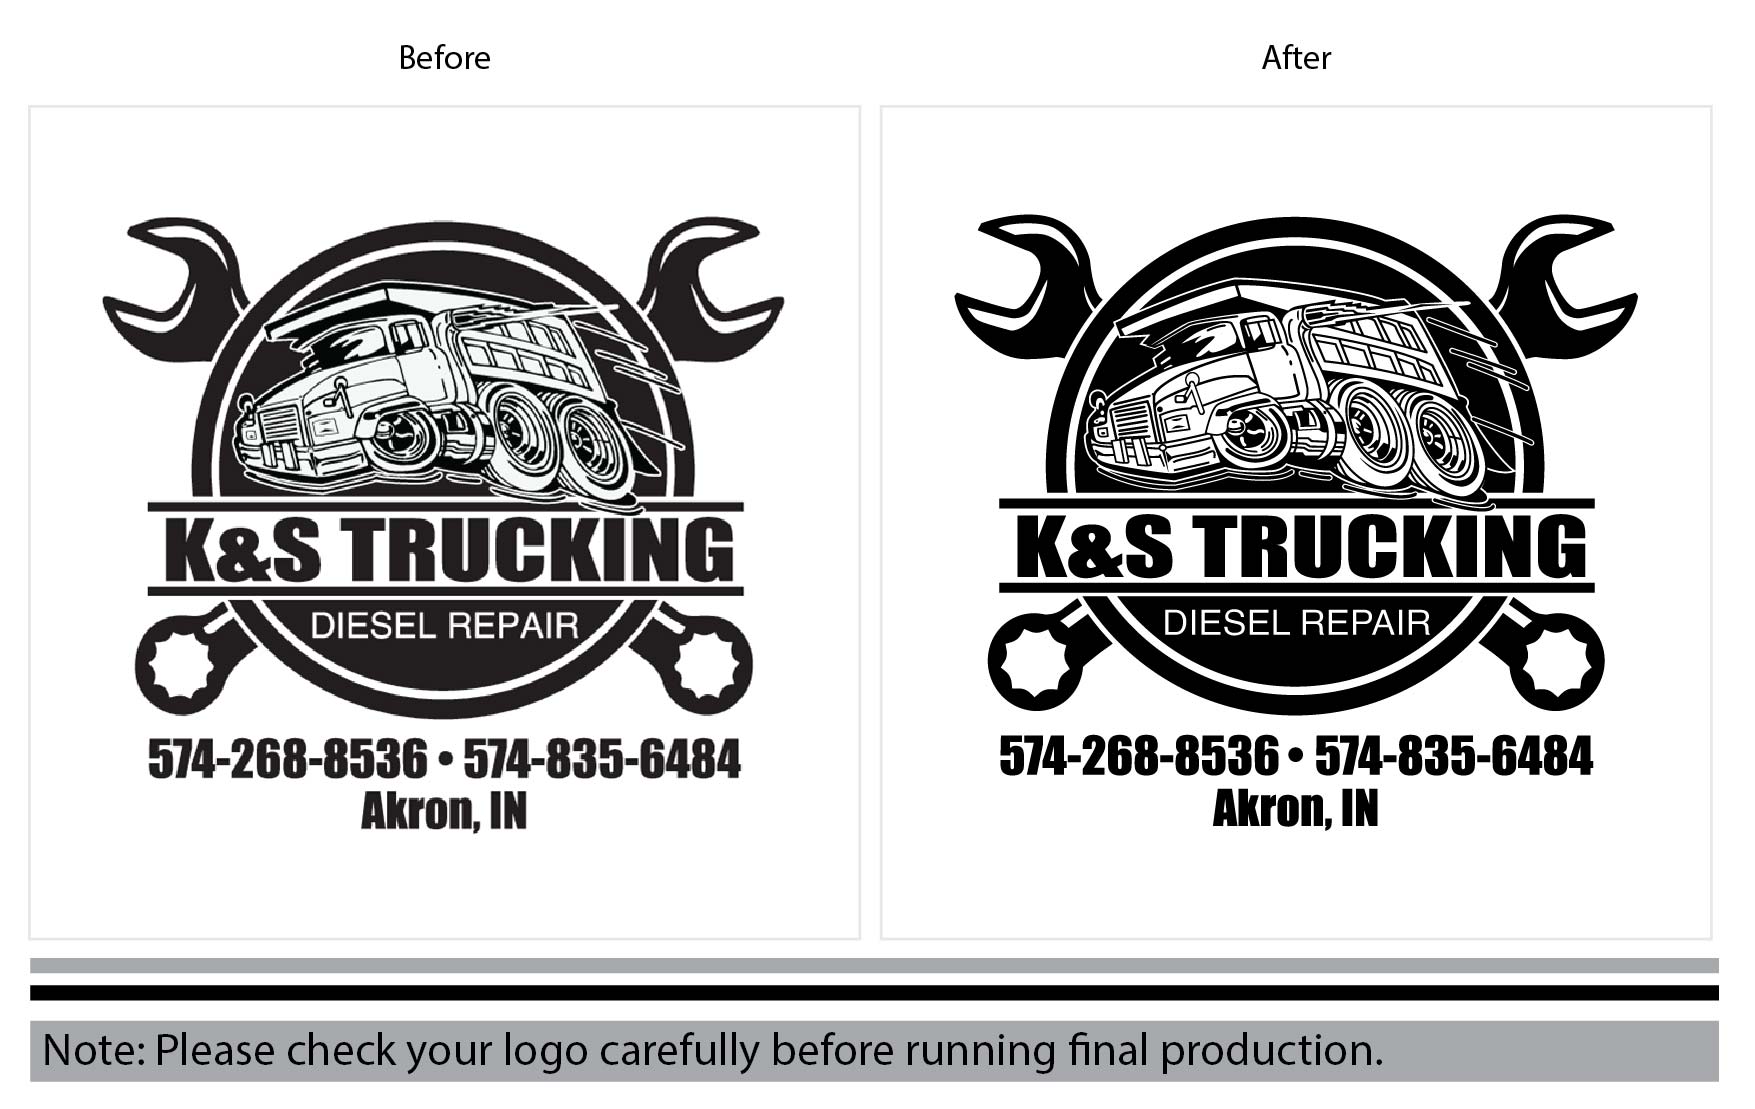 Before
After
K&S TRUCKING
DIESEL REPAIR
574-268-8536 • 574-835-6484
Akron, IN
K&S TRUCKING
DIESEL REPAIR
574-268-8536 • 574-835-6484
Akron, IN
Note: Please check your logo carefully before running final production.